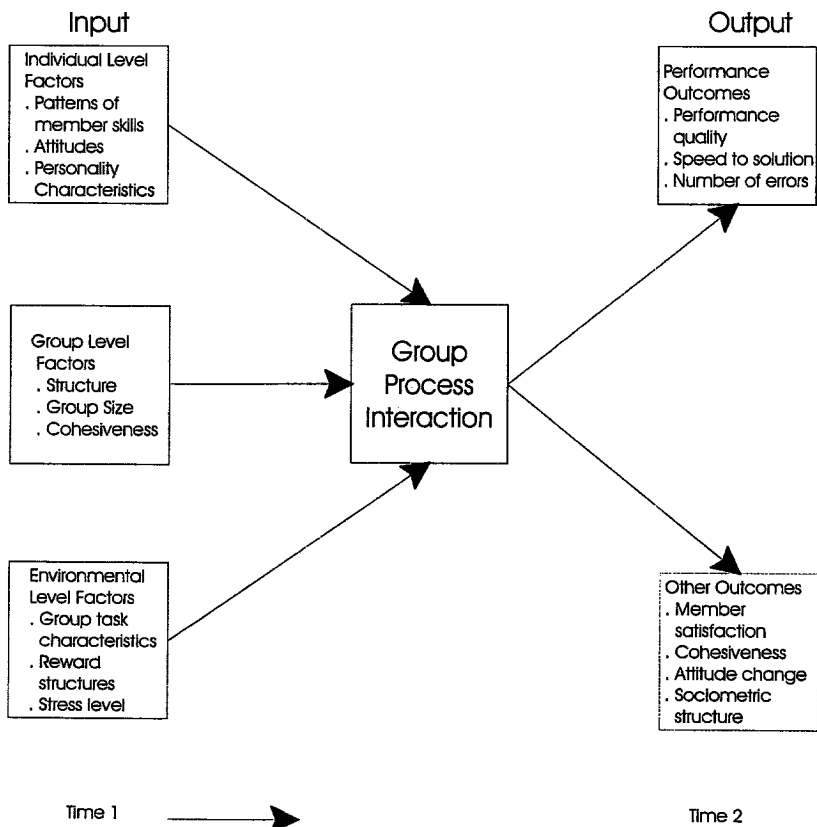 Input
Individual Level
Factors
. Patterns of
member skills
. Attitudes
. Personality
Characteristics
Group Level
Factors
. Structure
. Group Size
. Cohesiveness
Environmental
Level Factors
. Group task
characteristics
. Reward
structures
. Stress level
Group
Process
Interaction
Output
Performance
Outcomes
. Performance
quality
. Speed to solution
. Number of errors
Other Outcomes
. Member
satisfaction
. Cohesiveness
. Attitude change
. Sociometric
structure
Time 1
Time 2